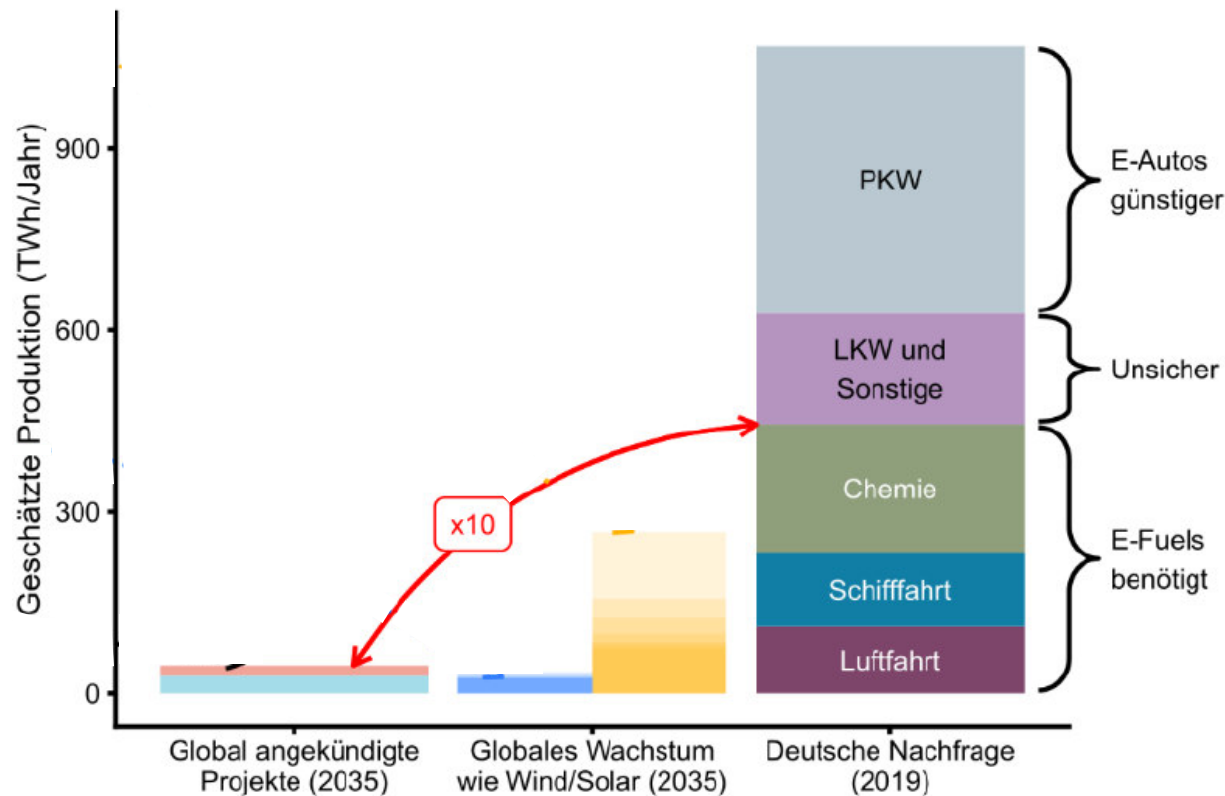 Geschätzte Produktion (TWh/Jahr)
900
600
300
0
PKW
LKW und
Sonstige
Chemie
Schifffahrt
Luftfahrt
x10
E-Autos
günstiger
Unsicher
E-Fuels
benötigt
Global angekündigte
Projekte (2035)
Globales Wachstum
wie Wind/Solar (2035)
Deutsche Nachfrage
(2019)